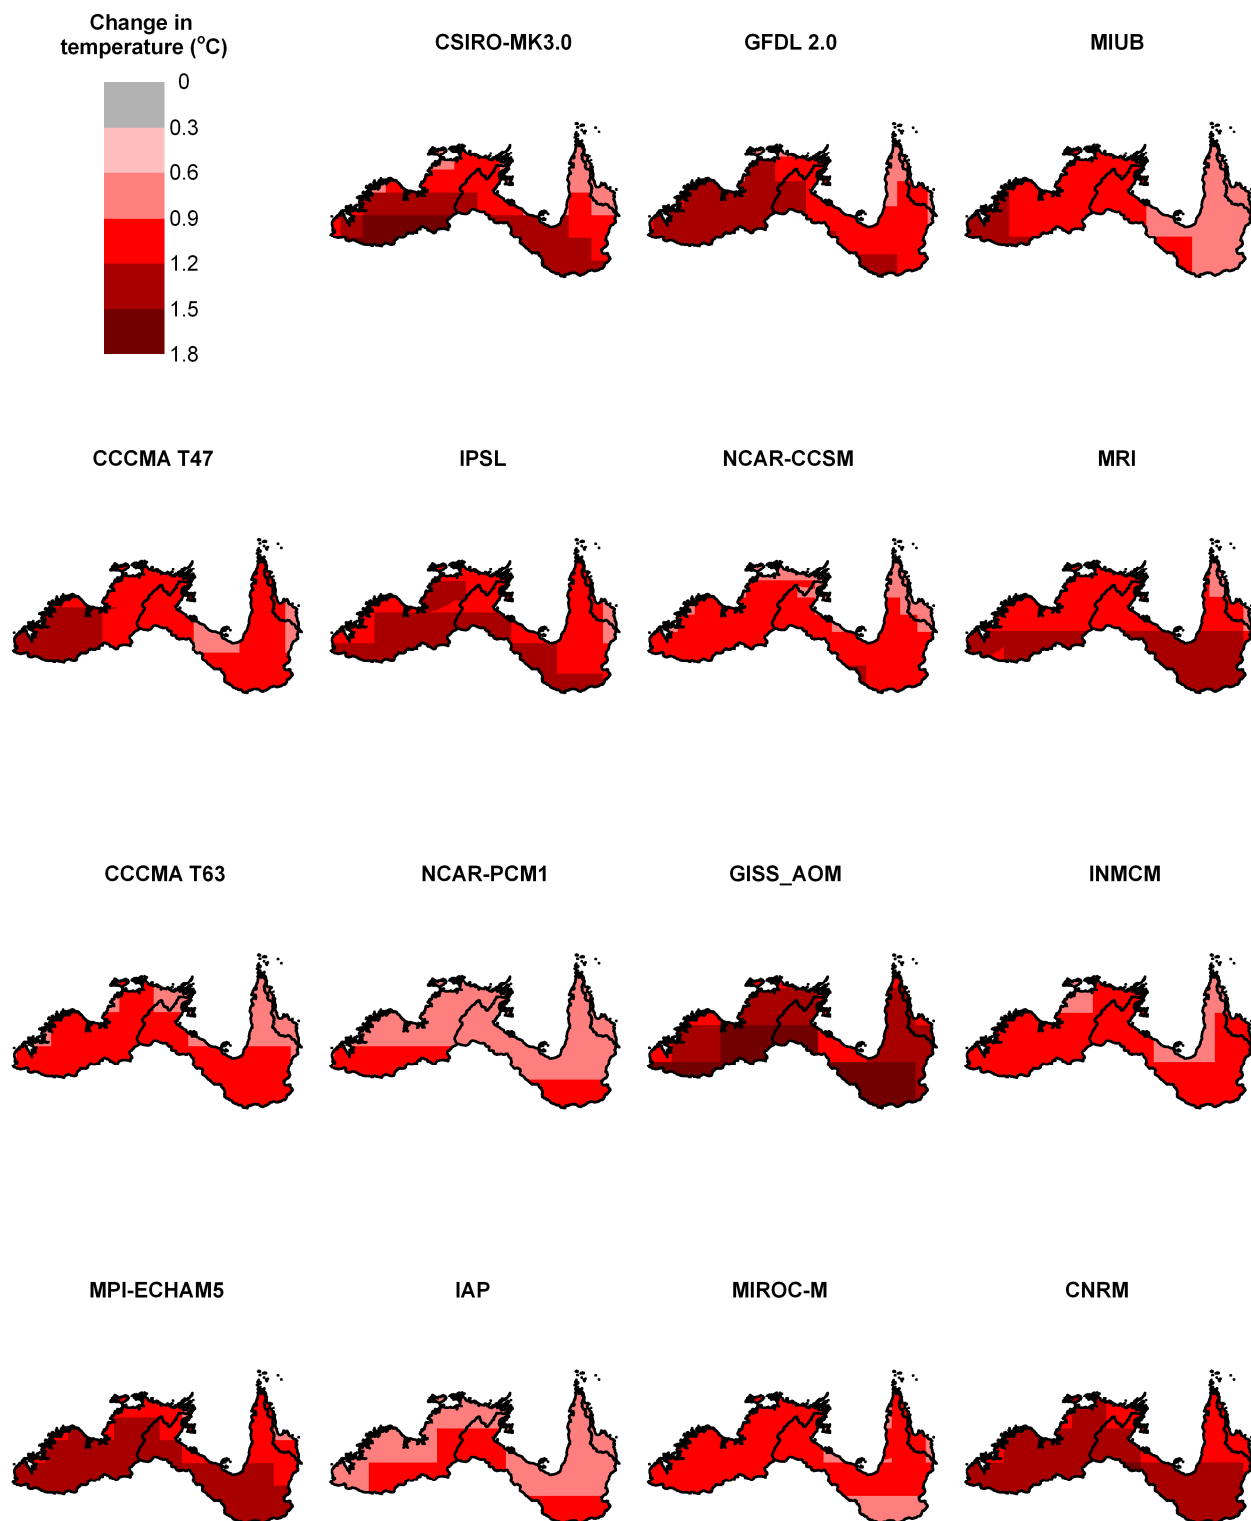 Change in
temperature (°C)
0
0.3
0.6
0.9
1.2
1.5
1.8
CSIRO-MK3.0
GFDL 2.0
MIUB
CCCMA T47
IPSL
NCAR-CCSM
MRI
CCCMA T63
NCAR-PCM1
GISS_AOM
INMCM
MPI-ECHAM5
IAP
MIROC-M
CNRM